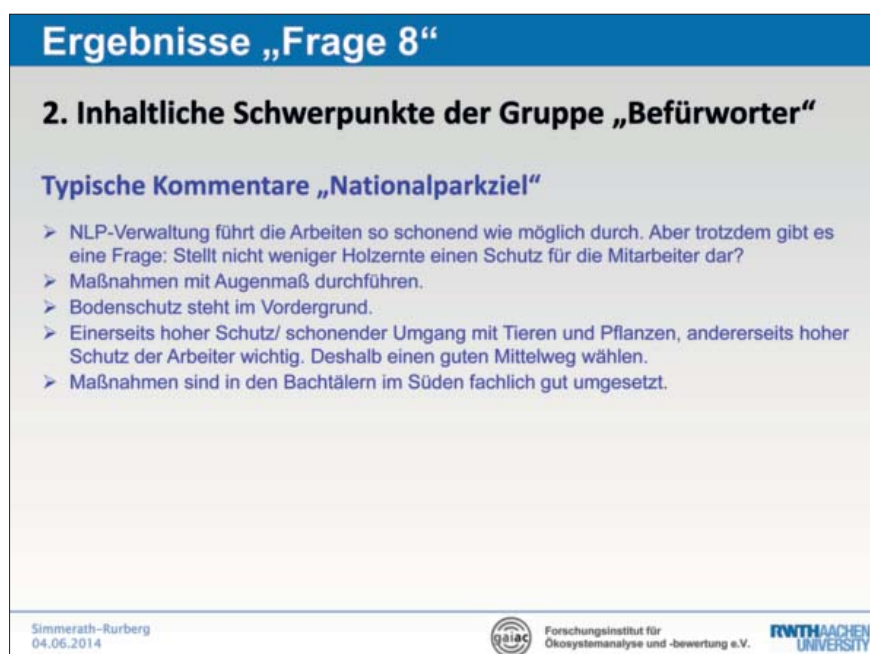 Ergebnisse „Frage 8“
2. Inhaltliche Schwerpunkte der Gruppe „Befürworter“
Typische Kommentare „Nationalparkziel“
➢ NLP-Verwaltung führt die Arbeiten so schonend wie möglich durch. Aber trotzdem gibt es
eine Frage: Stellt nicht weniger Holzernte einen Schutz für die Mitarbeiter dar?
➢ Maßnahmen mit Augenmaß durchführen.
➢ Bodenschutz steht im Vordergrund.
➢ Einerseits hoher Schutz/ schonender Umgang mit Tieren und Pflanzen, andererseits hoher
Schutz der Arbeiter wichtig. Deshalb einen guten Mittelweg wählen.
➢ Maßnahmen sind in den Bachtälern im Süden fachlich gut umgesetzt.
Simmerath-Rurberg
04.06.2014
gaiac
Forschungsinstitut für
Ökosystemanalyse und -bewertung e.V.
RWTHAACHEN
UNIVERSITY